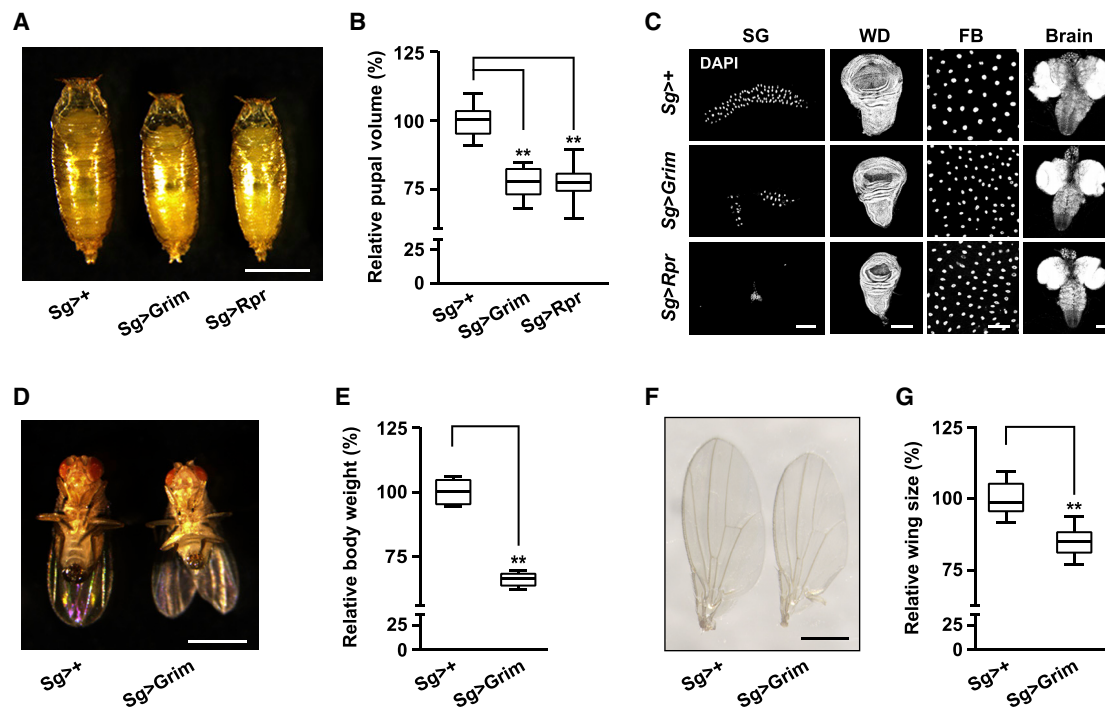 A
Sg>+
Sg>Grim
Sg>Rpr
B
Relative pupal volume (%)
125
100
75
25
0
**
**
Sg>+
Sg>Grim
Sg>Rpr
C
SG WD FB Brain
DAPI
Sg>+
Sg>Grim
Sg>Rpr
D
Sg>+
Sg>Grim
E
Relative body weight (%)
125
100
75
25
0
**
Sg>+
Sg>Grim
F
Sg>+
Sg>Grim
G
Relative wing size (%)
125
100
75
25
0
**
Sg>+
Sg>Grim